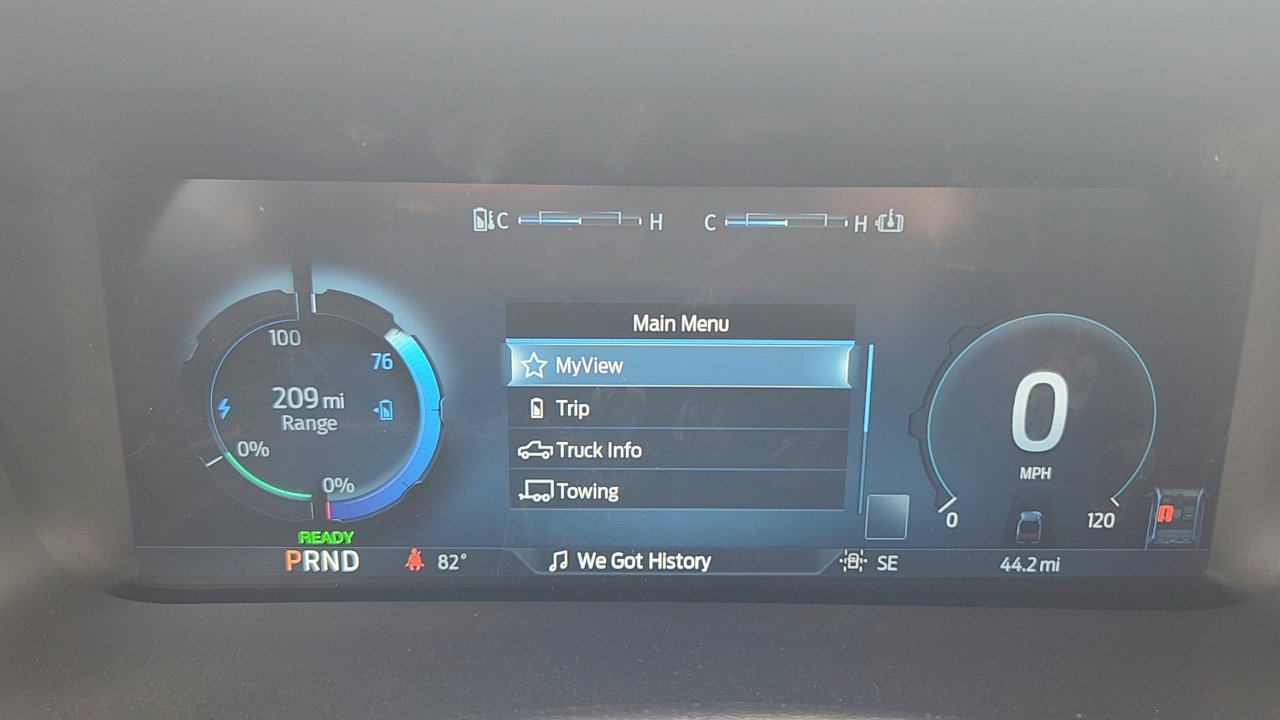 C H C H
100
76
209 mi
Range
0%
0%
READY
PRND
82°
Main Menu
MyView
Trip
Truck Info
Towing
We Got History
SE
0
MPH
0 120
44.2 mi